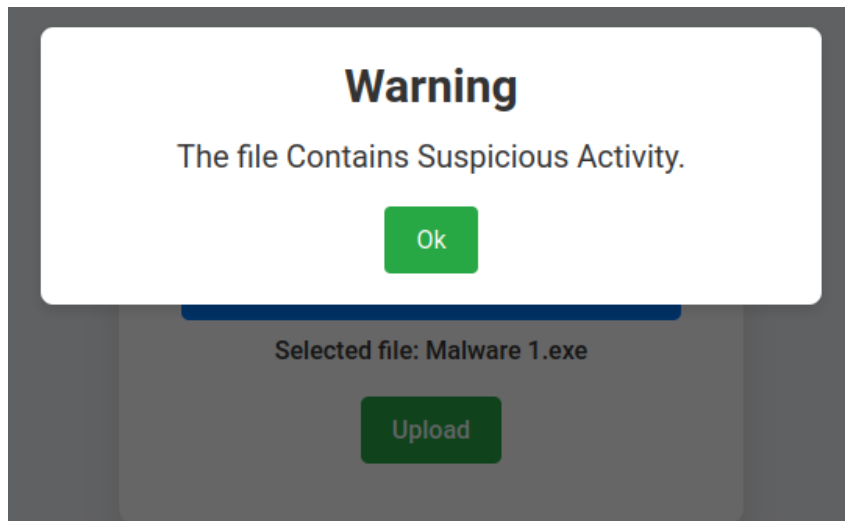 Warning
The file Contains Suspicious Activity.
Ok
Selected file: Malware 1.exe
Upload